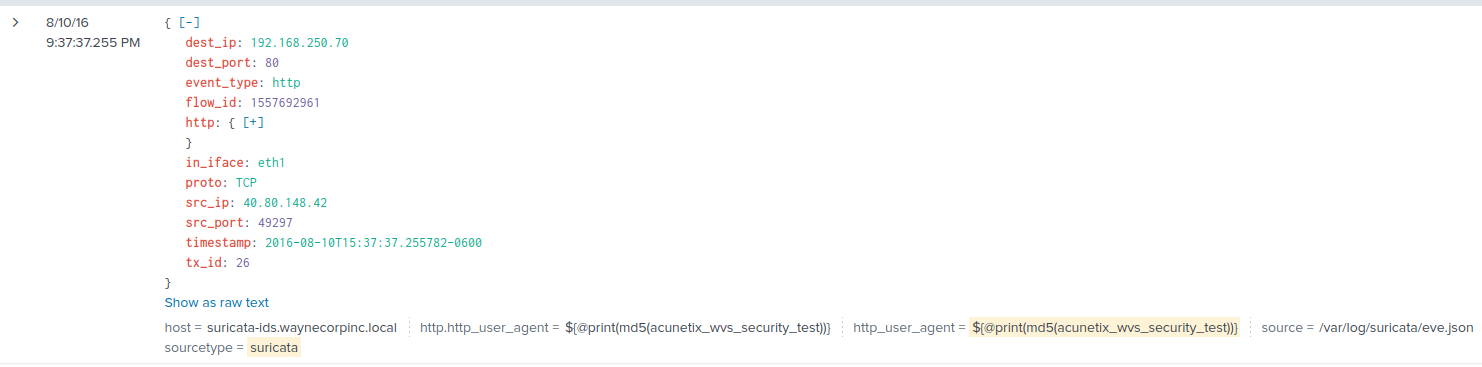 8/10/16 { [-]
9:37:37.255 PM dest_ip: 192.168.250.70
dest_port: 80
event_type: http
flow_id: 1557692961
http: { [+]
}
in_iface: eth1
proto: TCP
src_ip: 40.80.148.42
src_port: 49297
timestamp: 2016-08-10T15:37:37.255782-0600
tx_id: 26
}
Show as raw text
host = suricata-ids.waynecorpinc.local http.http_user_agent = ${@print(md5(acunetix_wvs_security_test))} http_user_agent = ${@print(md5(acunetix_wvs_security_test))} source = /var/log/suricata/eve.json
sourcetype = suricata